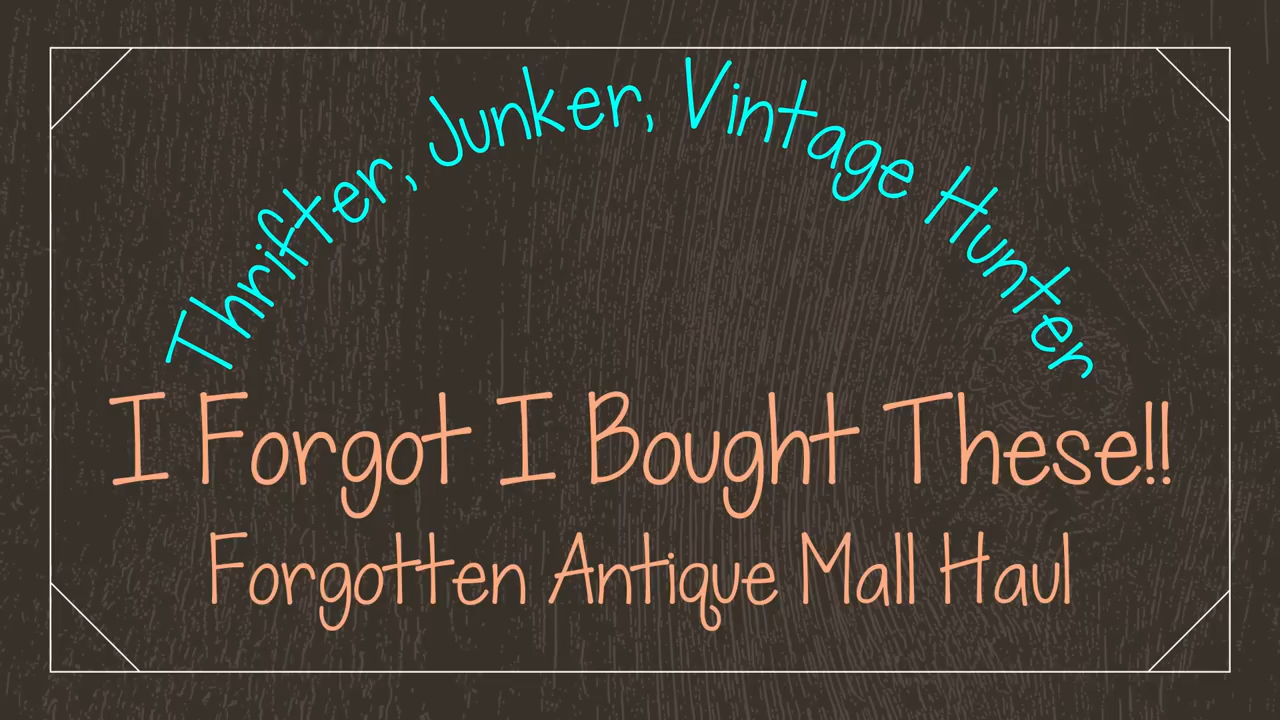 Thrifter, Junker, Vintage Hunter
I Forgot I Bought These!!
Forgotten Antique Mall Haul